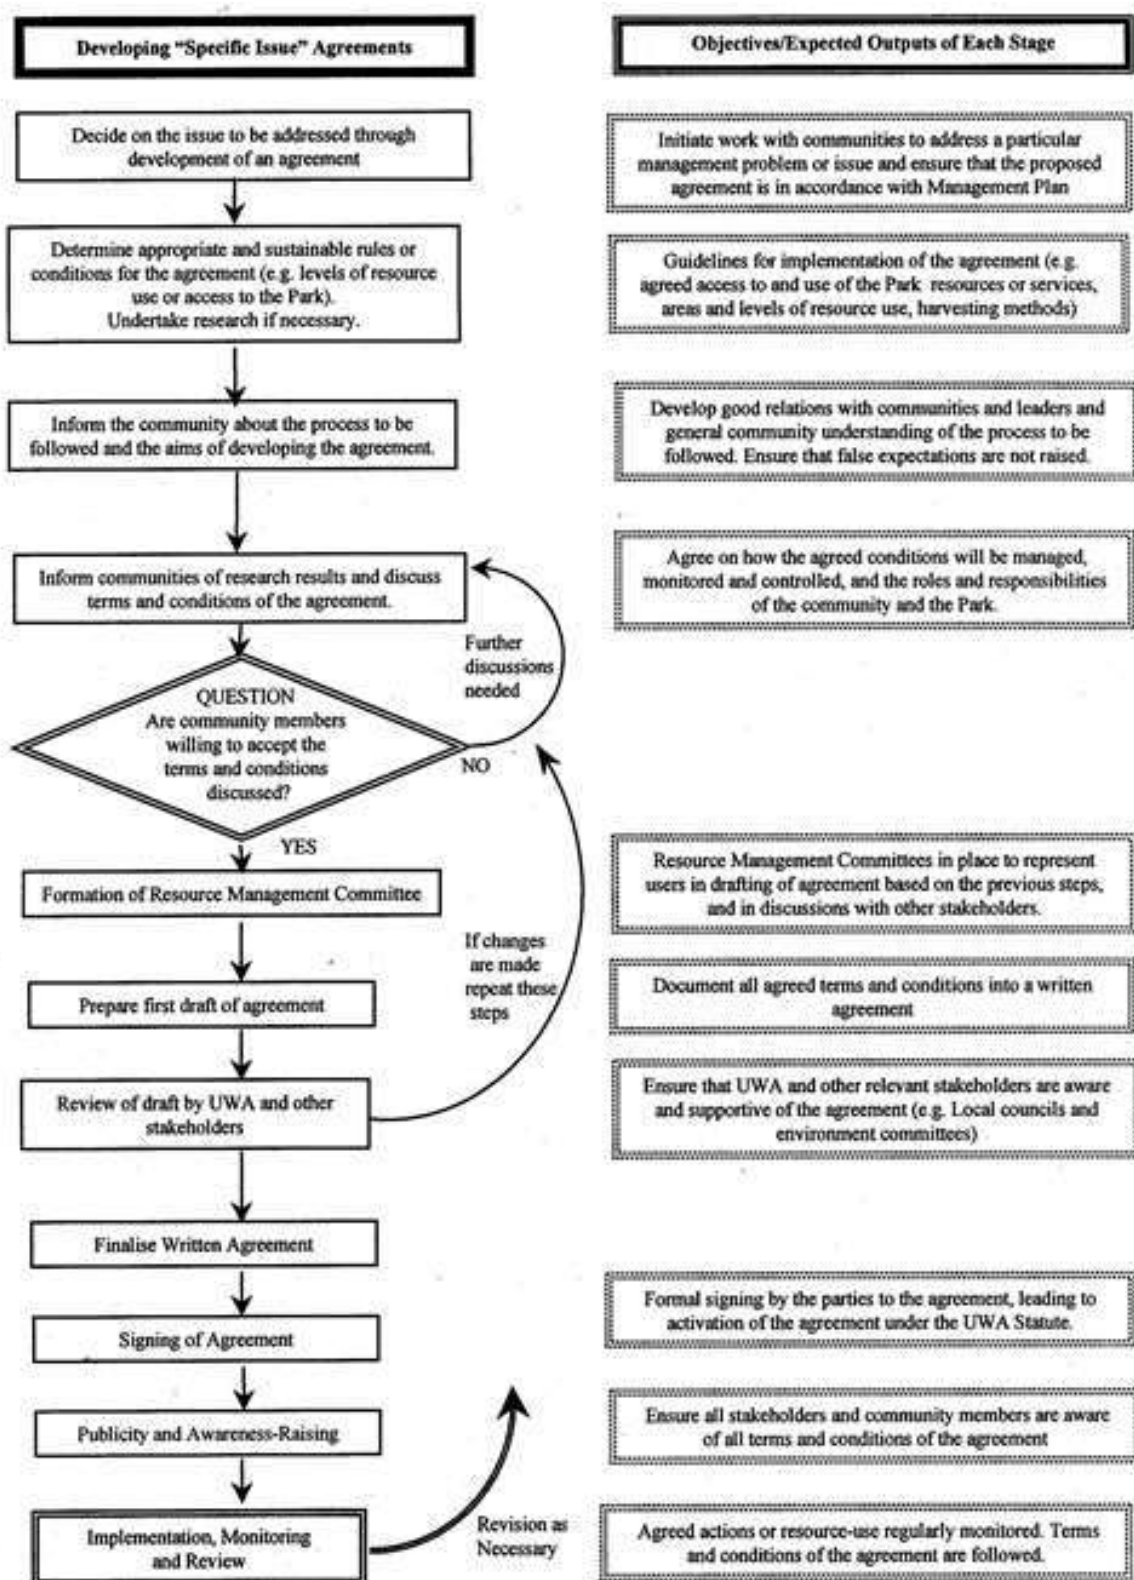 Developing “Specific Issue” Agreements
Objectives/Expected Outputs of Each Stage
Decide on the issue to be addressed through
development of an agreement
Initiate work with communities to address a particular
management problem or issue and ensure that the proposed
agreement is in accordance with Management Plan
Determine appropriate and sustainable rules or
conditions for the agreement (e.g. levels of resource
use or access to the Park).
Undertake research if necessary.
Guidelines for implementation of the agreement (e.g.
agreed access to and use of the Park resources or services,
areas and levels of resource use, harvesting methods)
Inform the community about the process to be
followed and the aims of developing the agreement.
Develop good relations with communities and leaders and
general community understanding of the process to be
followed. Ensure that false expectations are not raised.
Inform communities of research results and discuss
terms and conditions of the agreement.
Agree on how the agreed conditions will be managed,
monitored and controlled, and the roles and responsibilities
of the community and the Park.
Further
discussions
needed
QUESTION
Are community members
willing to accept the
terms and conditions
discussed?
NO
YES
Formation of Resource Management Committee
Resource Management Committees in place to represent
users in drafting of agreement based on the previous steps,
and in discussions with other stakeholders.
If changes
are made
repeat these
steps
Prepare first draft of agreement
Document all agreed terms and conditions into a written
agreement
Review of draft by UWA and other
stakeholders
Ensure that UWA and other relevant stakeholders are aware
and supportive of the agreement (e.g. Local councils and
environment committees)
Finalise Written Agreement
Signing of Agreement
Formal signing by the parties to the agreement, leading to
activation of the agreement under the UWA Statute.
Publicity and Awareness-Raising
Ensure all stakeholders and community members are aware
of all terms and conditions of the agreement
Implementation, Monitoring
and Review
Revision as
Necessary
Agreed actions or resource-use regularly monitored. Terms
and conditions of the agreement are followed.